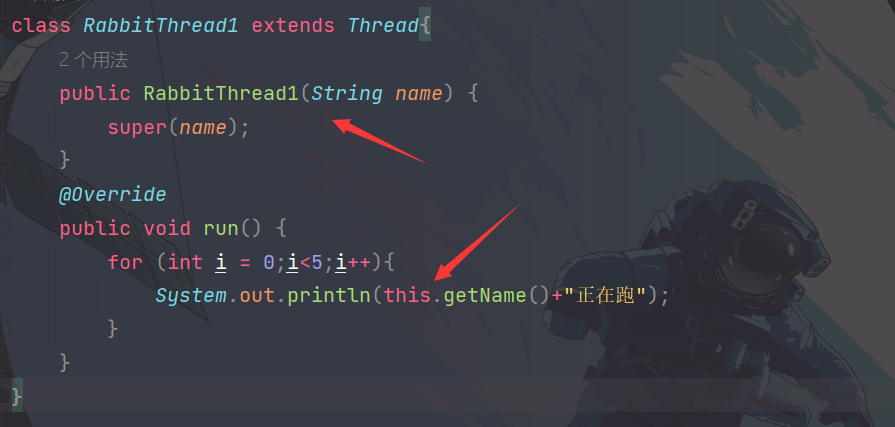 class RabbitThread1 extends Thread{
2 个用法
public RabbitThread1(String name) {
super(name);
}
@Override
public void run() {
for (int i = 0;i<5;i++){
System.out.println(this.getName()+"正在跑");
}
}
}